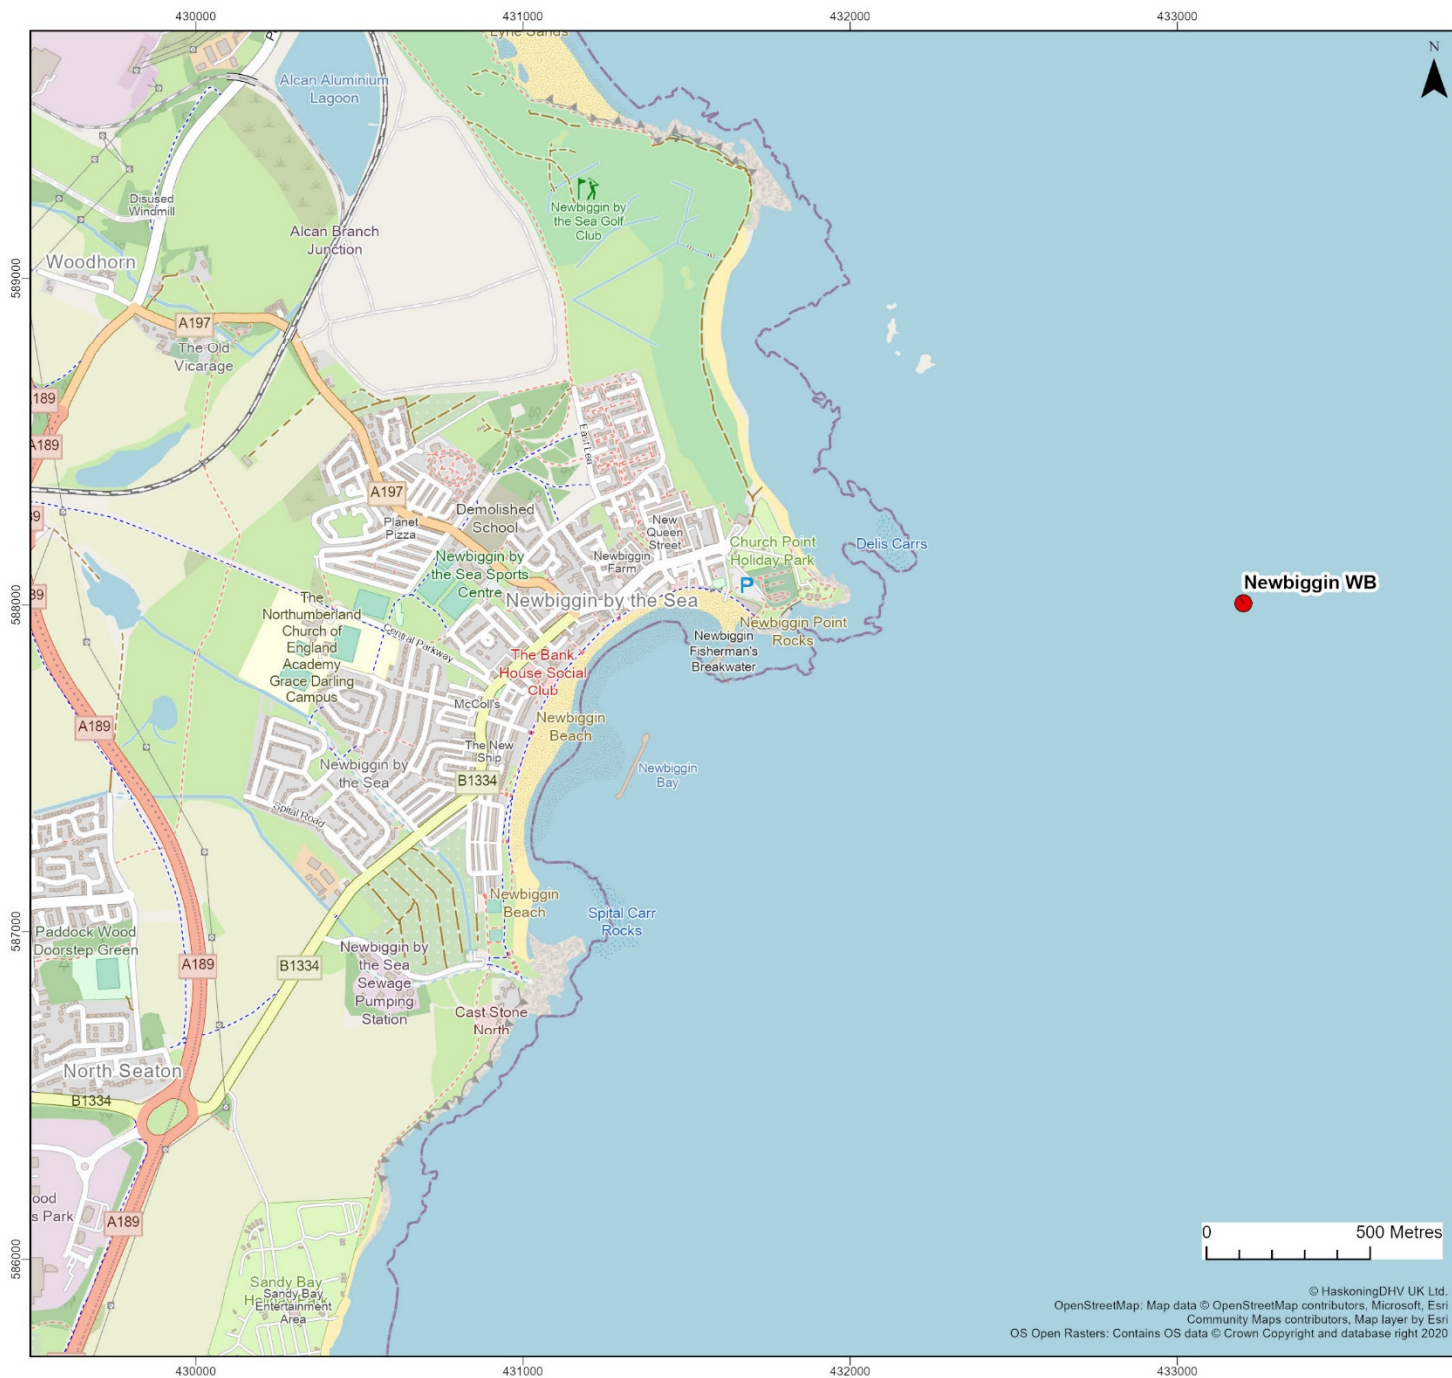 430000
431000
432000
433000
N
Lyne Sands
Alcan Aluminium
Lagoon
Disused
Windmill
Newbiggin by
the Sea Golf
Club
Alcan Branch
Junction
Woodhorn
589000
A197
The Old
Vicarage
189
A189
East Lea
A197
Planet
Pizza
Demolished
School
New
Queen
Street
Newbiggin
Farm
Church Point
Holiday Park
Delis Carrs
89
Newbiggin by
the Sea Sports
Centre
P
Newbiggin WB
588000
89
Newbiggin by the Sea
The
Northumberland
Church of
England
Academy
Grace Darling
Campus
Central Parkway
Newbiggin Point
Rocks
Newbiggin
Fisherman's
Breakwater
The Bank
House Social
Club
McColl's
Newbiggin
Beach
A189
The New
Ship
Newbiggin by
the Sea
B1334
Newbiggin
Bay
Spital Road
Newbiggin
Beach
Spital Carr
Rocks
587000
Paddock Wood
Doorstep Green
A189
B1334
Newbiggin by
the Sea
Sewage
Pumping
Station
Cast Stone
North
North Seaton
B1334
ood
s Park
A189
586000
Sandy Bay
Holiday Park
Sandy Bay
Entertainment
Area
0 500 Metres
© HaskoningDHV UK Ltd.
OpenStreetMap: Map data © OpenStreetMap contributors, Microsoft, Esri
Community Maps contributors, Map layer by Esri
OS Open Rasters: Contains OS data © Crown Copyright and database right 2020
430000
431000
432000
433000